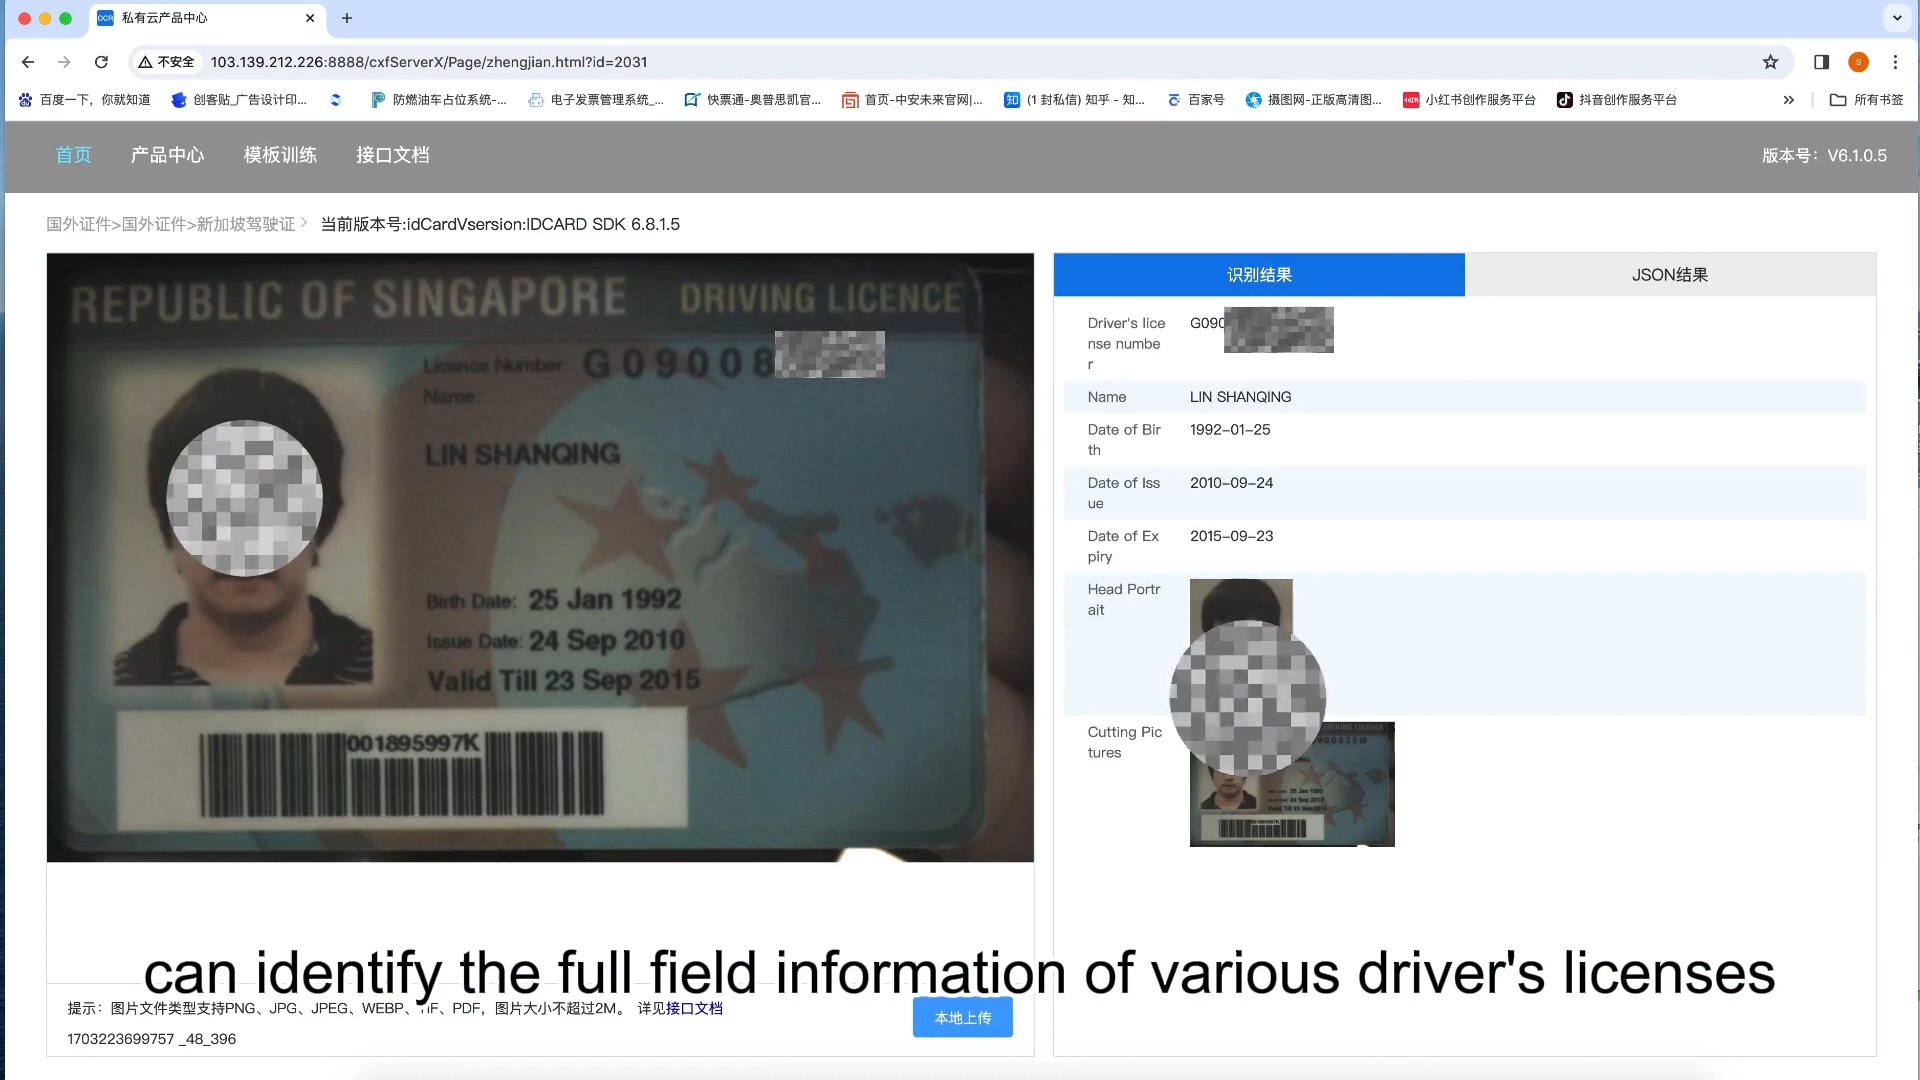 私有云产品中心
不安全
103.139.212.226:8888/cxfServerX/Page/zhengjian.html?id=2031
百度一下，你就知道
创客贴_广告设计印...
防燃油车占位系统-...
电子发票管理系统_...
快票通-奥普思凯官...
首页-中安未来官网|...
(1 封私信) 知乎 - 知...
百家号
摄图网-正版高清图...
小红书创作服务平台
抖音创作服务平台
所有书签
首页
产品中心
模板训练
接口文档
版本号：V6.1.0.5
国外证件>国外证件>新加坡驾驶证 > 当前版本号:idCardVsersion:IDCARD SDK 6.8.1.5
REPUBLIC OF SINGAPORE DRIVING LICENCE
Licence Number: G09008
Name:
LIN SHANQING
Birth Date: 25 Jan 1992
Issue Date: 24 Sep 2010
Valid Till 23 Sep 2015
001895997K
识别结果
JSON结果
Driver's lice
nse numbe
r
G090
Name
LIN SHANQING
Date of Bir
th
1992-01-25
Date of Iss
ue
2010-09-24
Date of Ex
piry
2015-09-23
Head Portr
ait
Cutting Pic
tures
25 Jan 1992
24 Sep 2010
Valid Till 23 Sep 2015
can identify the full field information of various driver's licenses
提示：图片文件类型支持PNG、JPG、JPEG、WEBP、 PDF，图片大小不超过2M。 详见接口文档
本地上传
1703223699757 _48_396